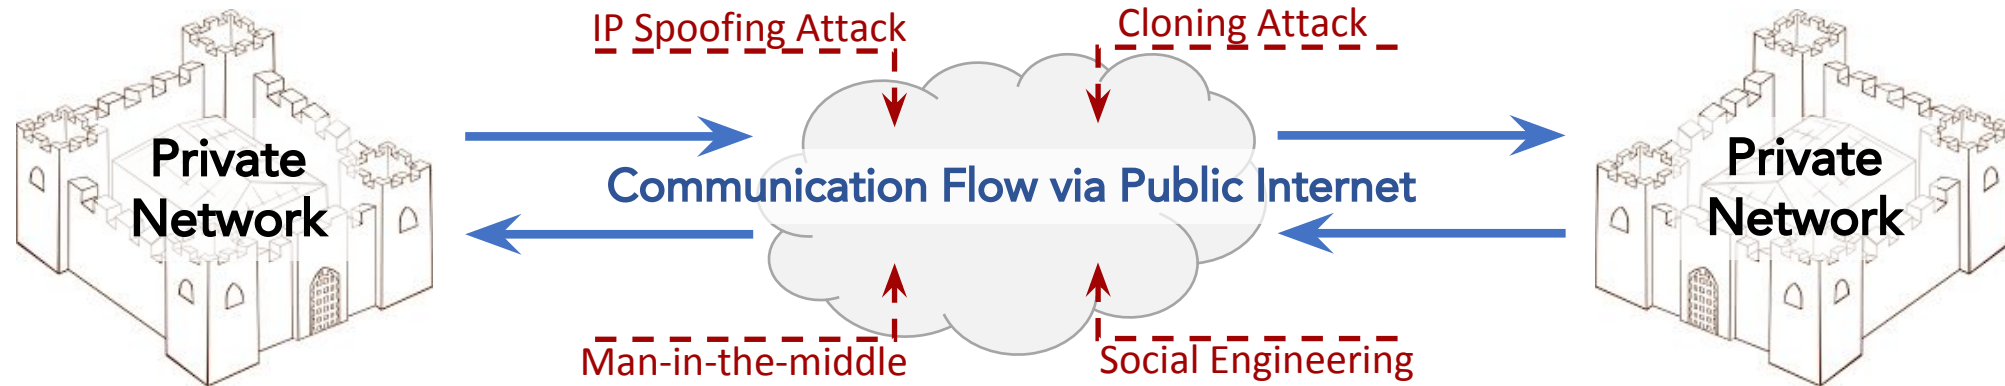 IP Spoofing Attack
Cloning Attack
Private
Network
Communication Flow via Public Internet
Private
Network
Man-in-the-middle
Social Engineering